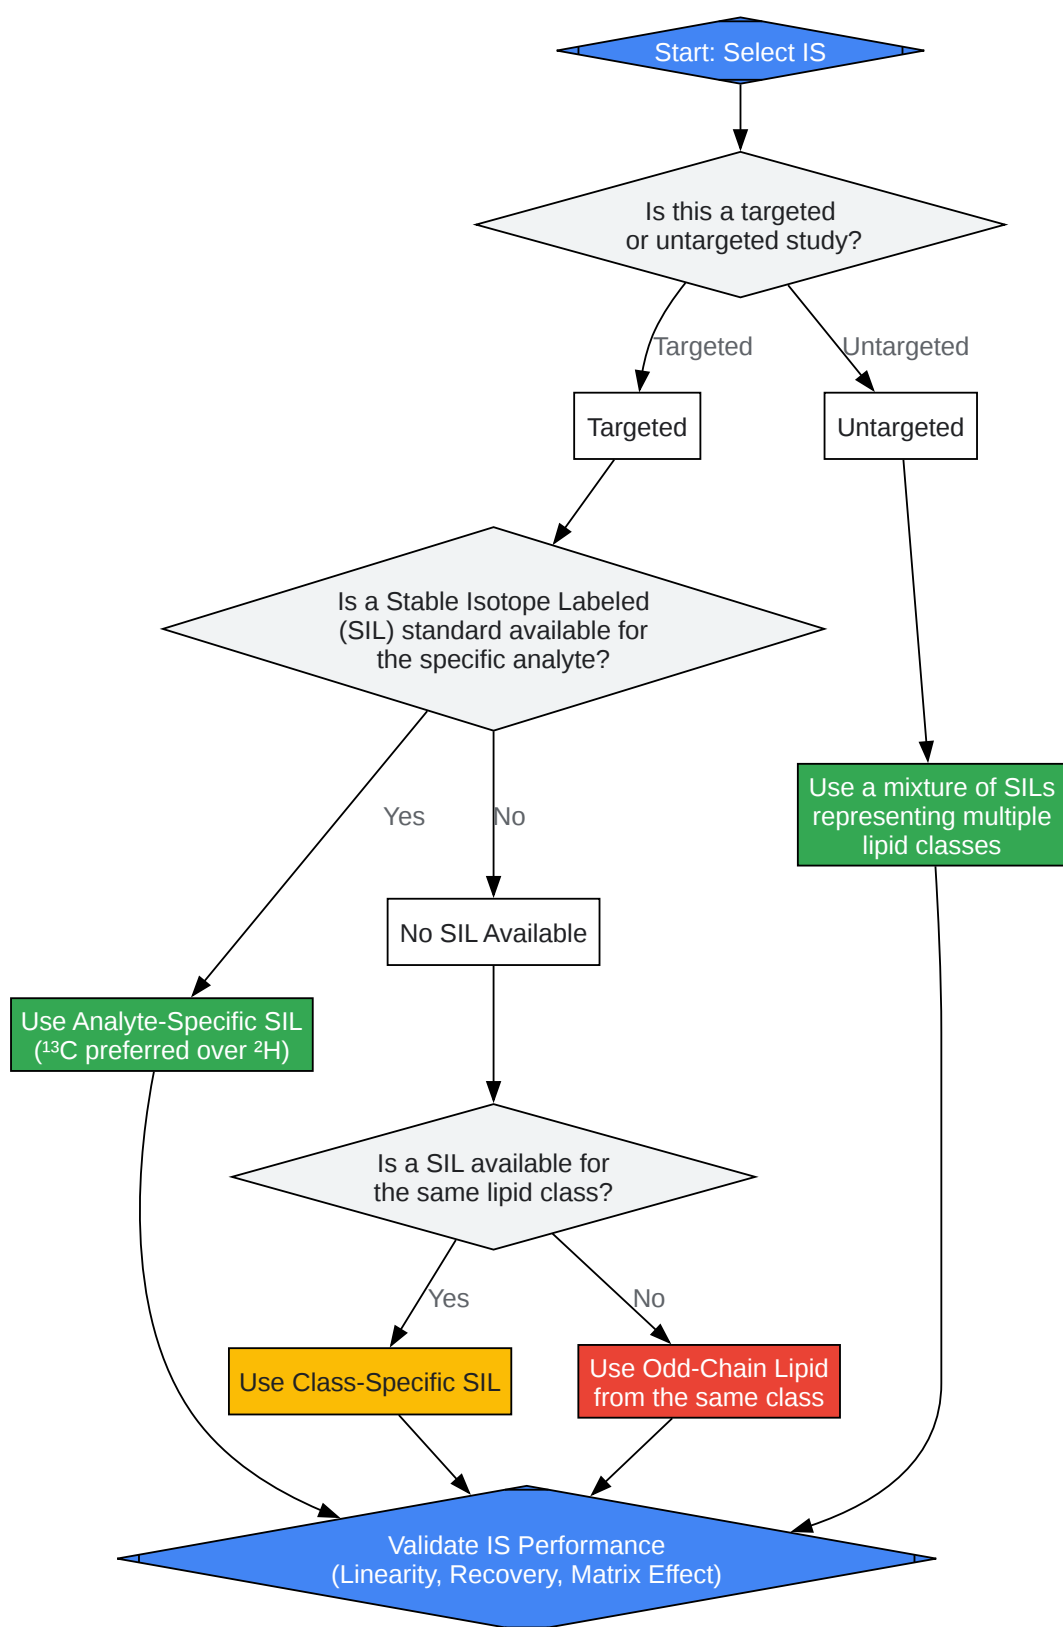 Start: Select IS
Is this a targeted
or untargeted study?
Targeted
Untargeted
Targeted
Untargeted
Is a Stable Isotope Labeled
(SIL) standard available for
the specific analyte?
Use a mixture of SILs
representing multiple
lipid classes
Yes
No
No SIL Available
Use Analyte-Specific SIL
(¹³C preferred over ²H)
Is a SIL available for
the same lipid class?
Yes
No
Use Class-Specific SIL
Use Odd-Chain Lipid
from the same class
Validate IS Performance
(Linearity, Recovery, Matrix Effect)